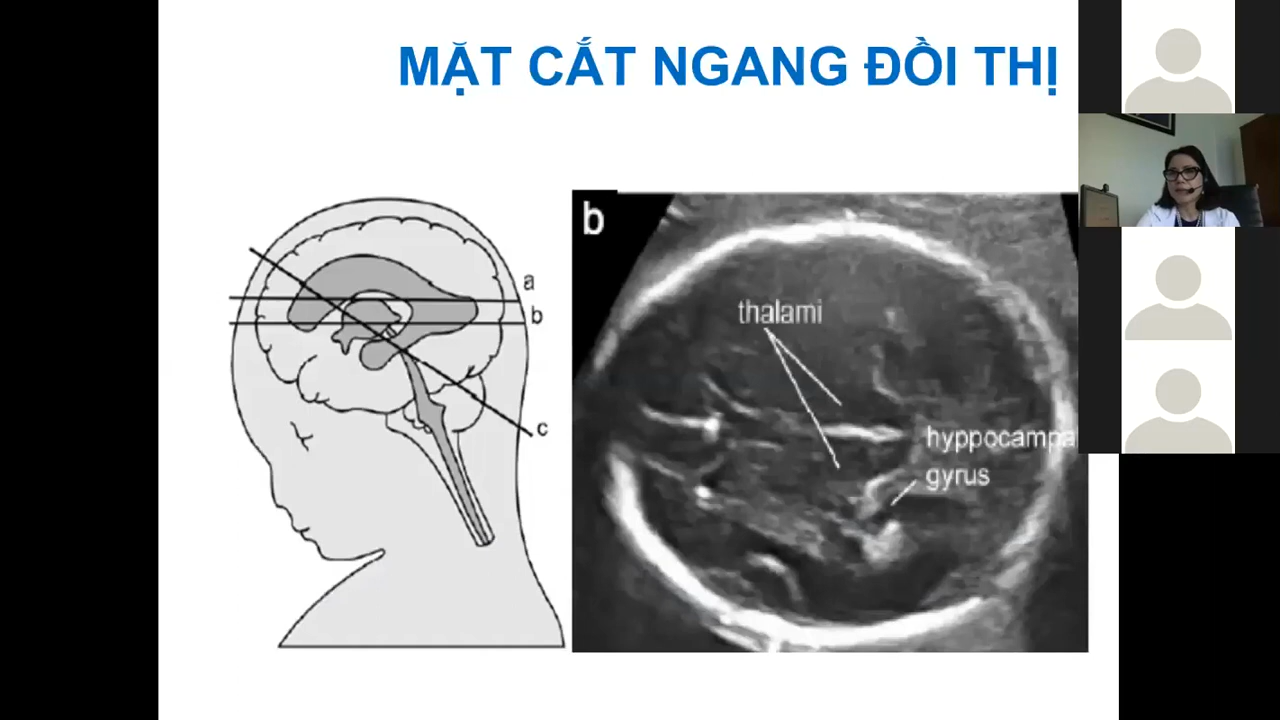 MẶT CẮT NGANG ĐỒI THỊ
a
b
c
b
thalami
hyppocampa
gyrus